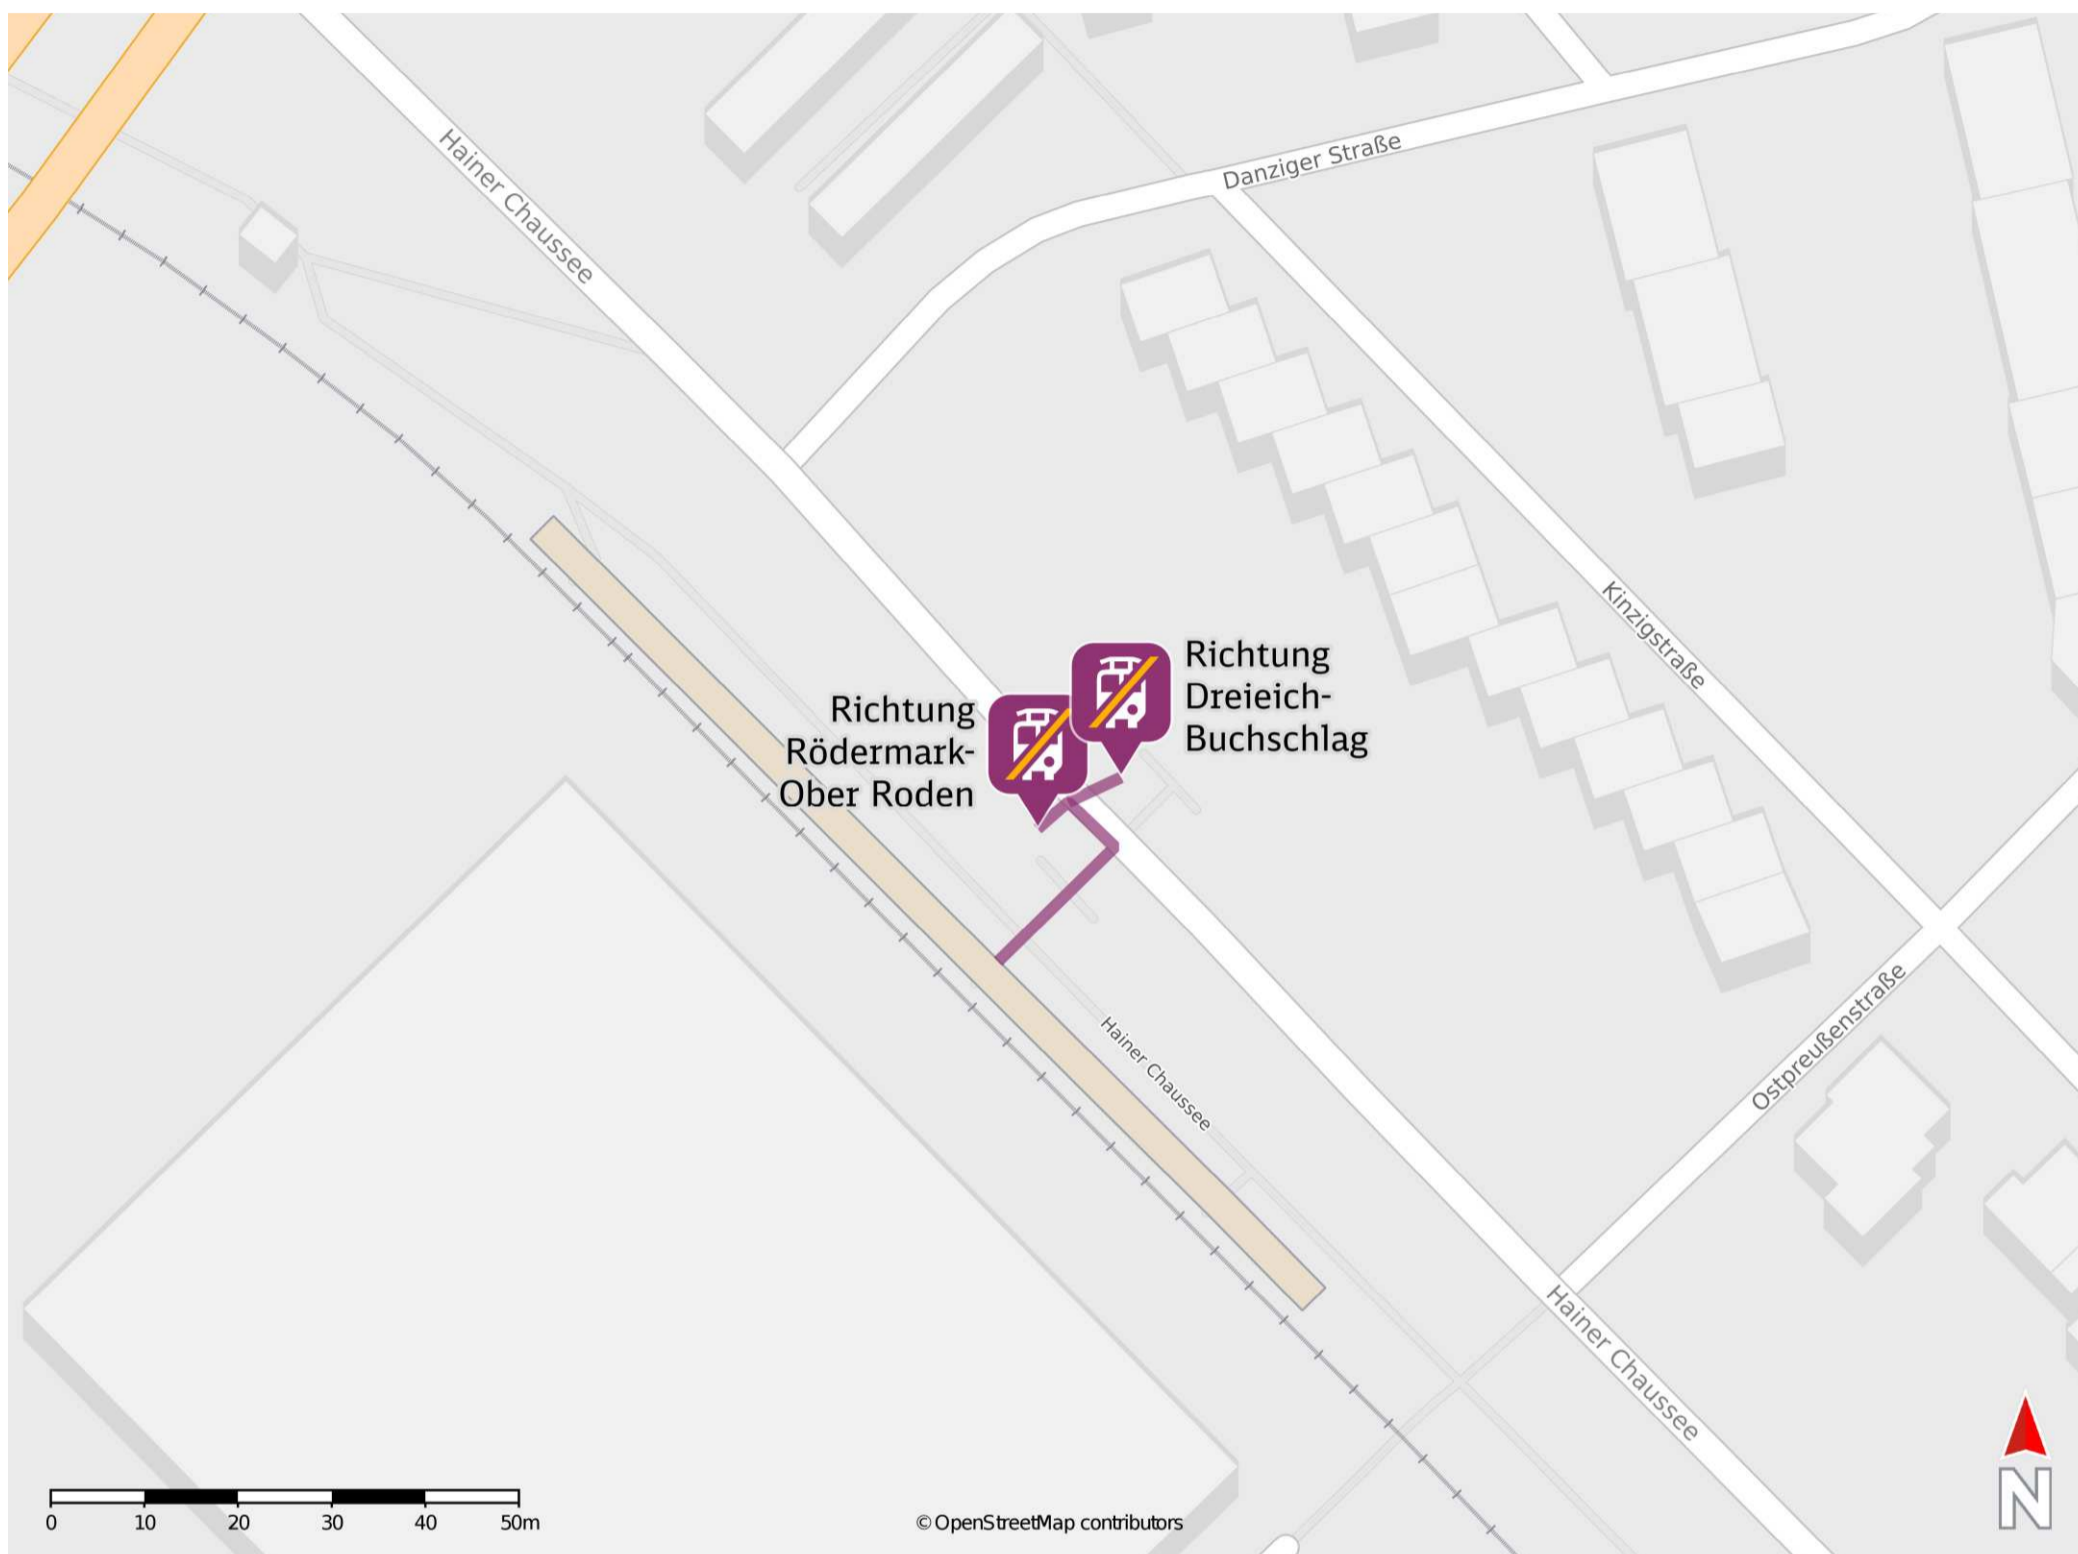 Hainer Chaussee
Danziger Straße
Kinzigstraße
Richtung
Dreieich-
Buchschlag
Richtung
Rödermark-
Ober Roden
Hainer Chaussee
Ostpreußenstraße
Hainer Chaussee
0 10 20 30 40 50m
© OpenStreetMap contributors
N